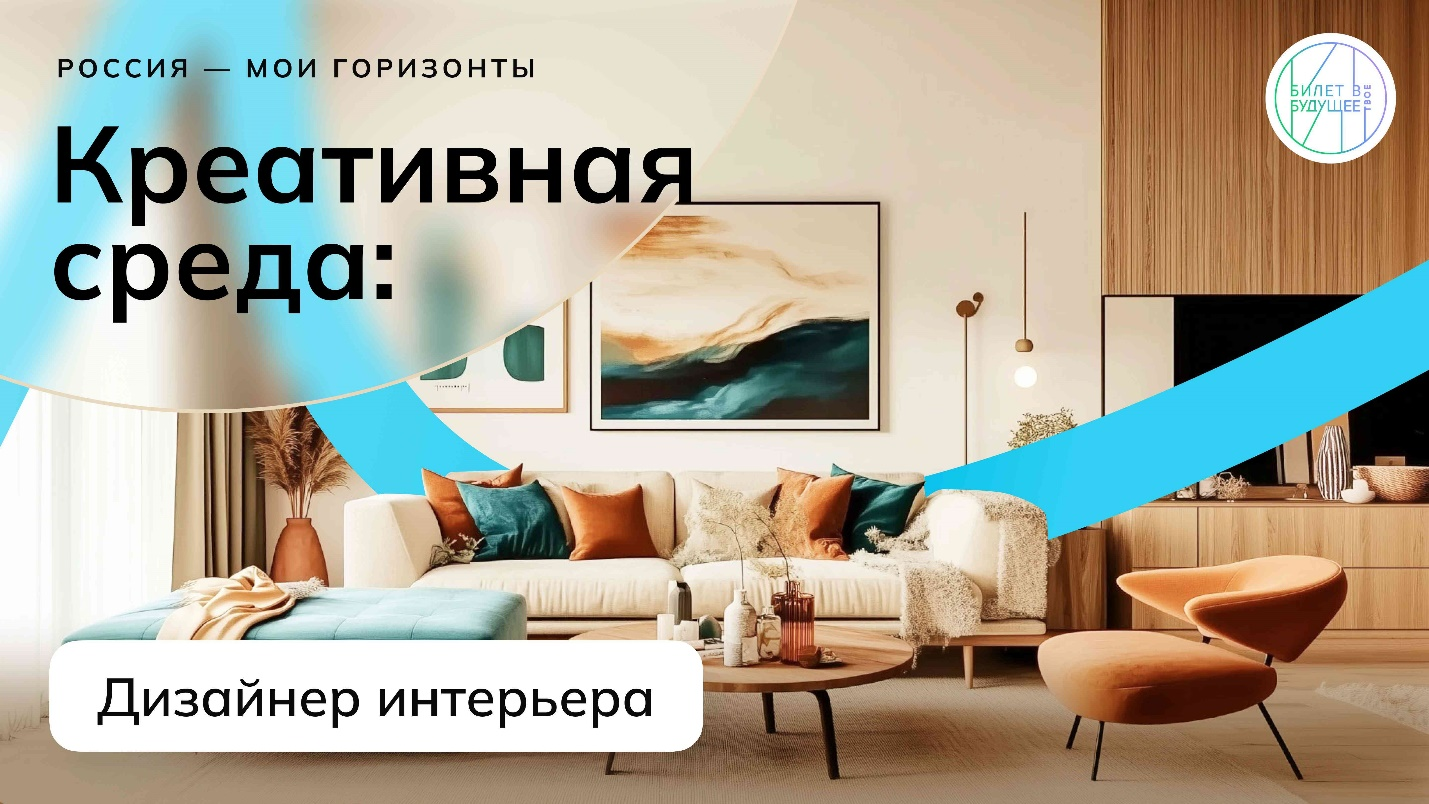 РОССИЯ — МОИ ГОРИЗОНТЫ
Креативная
среда:
БИЛЕТ В
БУДУЩЕЕ
ТВОЕ
Дизайнер интерьера